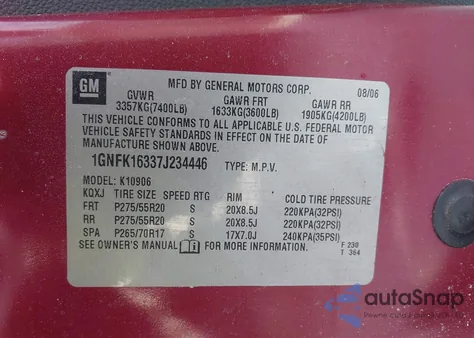 GM
MFD BY GENERAL MOTORS CORP. 08/06
GVWR GAWR FRT GAWR RR
3357KG(7400LB) 1633KG(3600LB) 1905KG(4200LB)
THIS VEHICLE CONFORMS TO ALL APPLICABLE U.S. FEDERAL MOTOR
VEHICLE SAFETY STANDARDS IN EFFECT ON THE DATE OF
MANUFACTURE SHOWN ABOVE.
1GNFK16337J234446 TYPE: M.P.V.
MODEL: K10906
KQXJ TIRE SIZE SPEED RTG RIM COLD TIRE PRESSURE
FRT P275/55R20 S 20X8.5J 220KPA(32PSI)
RR P275/55R20 S 20X8.5J 220KPA(32PSI)
SPA P265/70R17 S 17X7.0J 240KPA(35PSI)
SEE OWNER'S MANUAL FOR MORE INFORMATION F 230
T 364
autoSnap